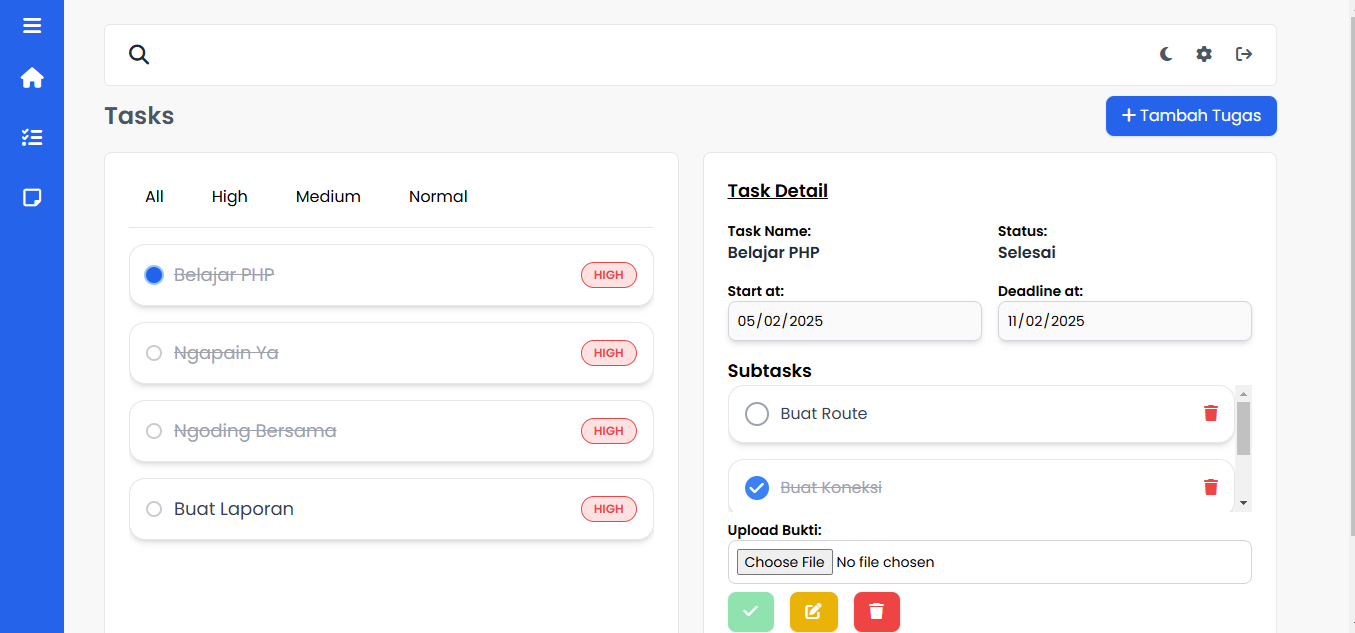 Tasks
Tambah Tugas
All High Medium Normal
Belajar PHP HIGH
Ngapain Ya HIGH
Ngoding Bersama HIGH
Buat Laporan HIGH
Task Detail
Task Name: Status:
Belajar PHP Selesai
Start at: Deadline at:
05/02/2025 11/02/2025
Subtasks
Buat Route
Buat Koneksi
Upload Bukti:
Choose File No file chosen